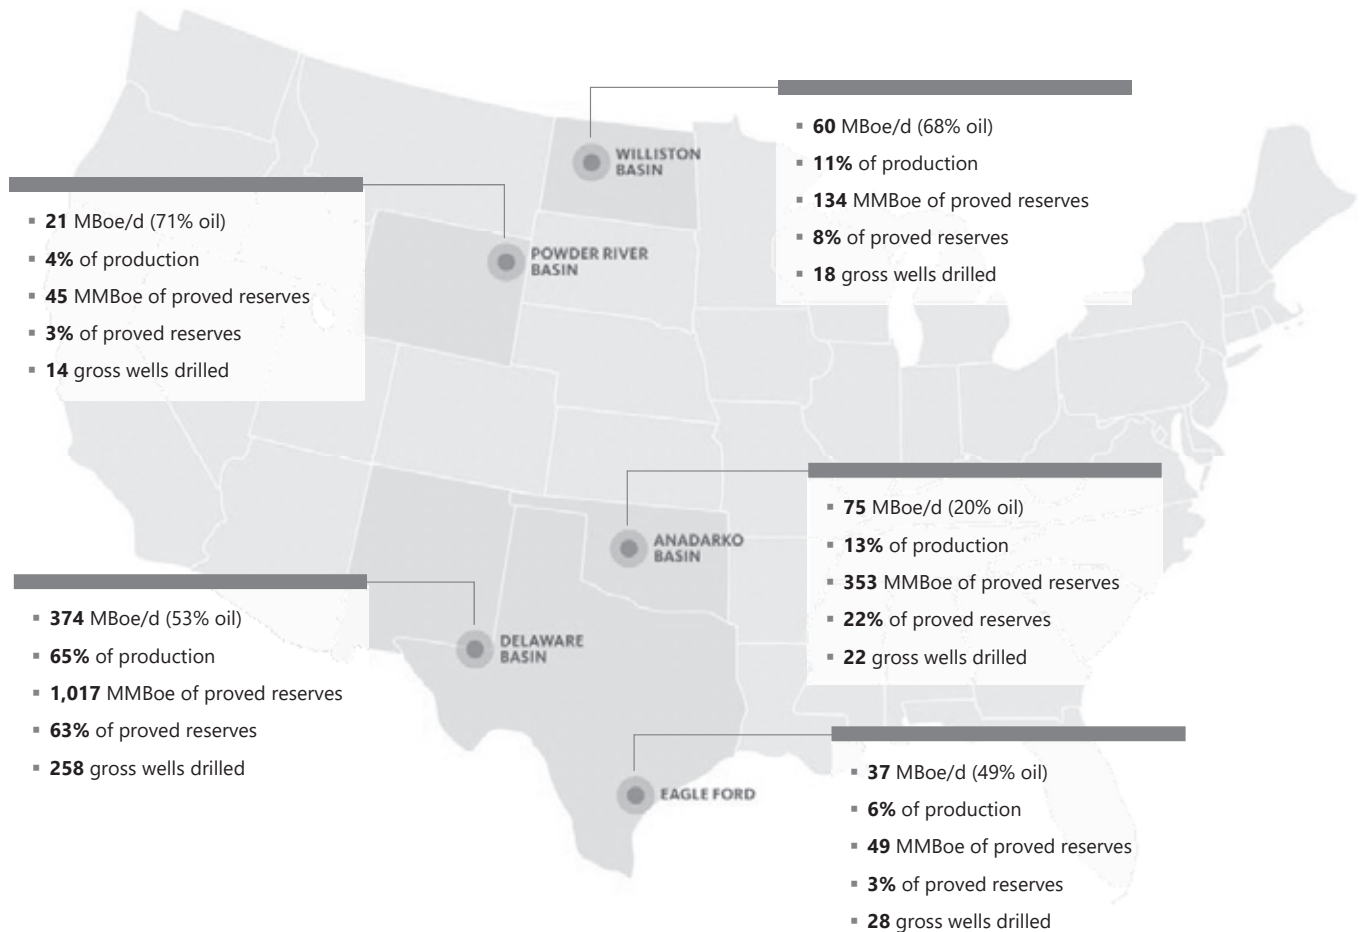 ▪ 60 MBoe/d (68% oil)
▪ 11% of production
▪ 134 MMBoe of proved reserves
▪ 8% of proved reserves
▪ 18 gross wells drilled
WILLISTON
BASIN
▪ 21 MBoe/d (71% oil)
▪ 4% of production
▪ 45 MMBoe of proved reserves
▪ 3% of proved reserves
▪ 14 gross wells drilled
POWDER RIVER
BASIN
▪ 75 MBoe/d (20% oil)
▪ 13% of production
▪ 353 MMBoe of proved reserves
▪ 22% of proved reserves
▪ 22 gross wells drilled
ANADARKO
BASIN
▪ 374 MBoe/d (53% oil)
▪ 65% of production
▪ 1,017 MMBoe of proved reserves
▪ 63% of proved reserves
▪ 258 gross wells drilled
DELAWARE
BASIN
▪ 37 MBoe/d (49% oil)
▪ 6% of production
▪ 49 MMBoe of proved reserves
▪ 3% of proved reserves
▪ 28 gross wells drilled
EAGLE FORD